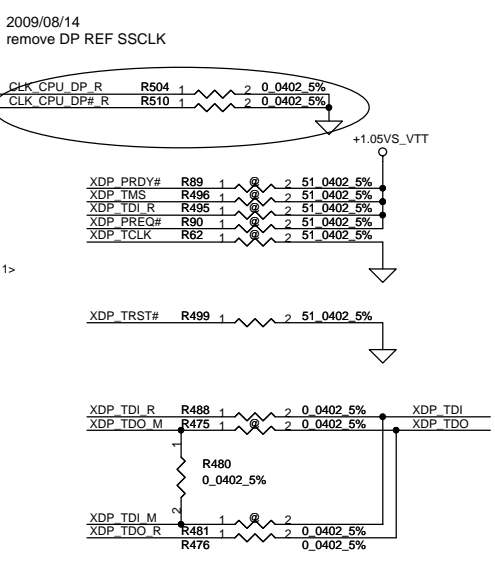 2009/08/14
remove DP REF SSCLK
CLK_CPU_DP_R R504 1 2 0_0402_5%
CLK_CPU_DP#_R R510 1 2 0_0402_5%
+1.05VS_VTT
XDP_PRDY# R89 1 @ 2 51_0402_5%
XDP_TMS R496 1 @ 2 51_0402_5%
XDP_TDI_R R495 1 @ 2 51_0402_5%
XDP_PREQ# R90 1 @ 2 51_0402_5%
XDP_TCLK R62 1 @ 2 51_0402_5%
1>
XDP_TRST# R499 1 2 51_0402_5%
XDP_TDI_R R488 1 2 0_0402_5% XDP_TDI
XDP_TDO_M R475 1 @ 2 0_0402_5% XDP_TDO
1
R480
0_0402_5%
2
XDP_TDI_M 1 @ 2
XDP_TDO_R R481 1 2 0_0402_5%
R476 0_0402_5%